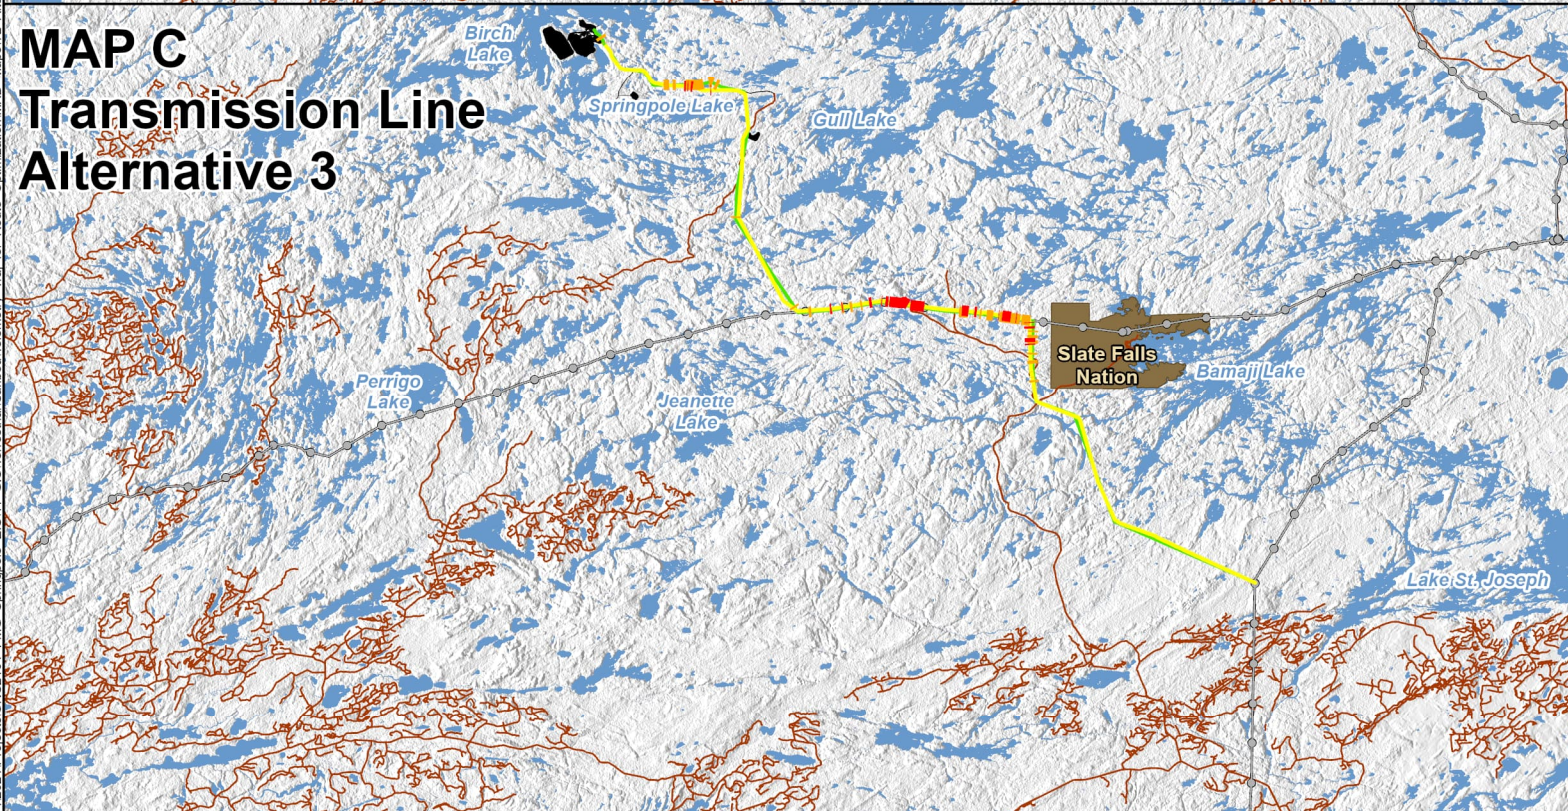 MAP C
Transmission Line
Alternative 3
Birch
Lake
Springpole Lake
Gull Lake
Slate Falls
Nation
Bamaji Lake
Perrigo
Lake
Jeanette
Lake
Lake St. Joseph